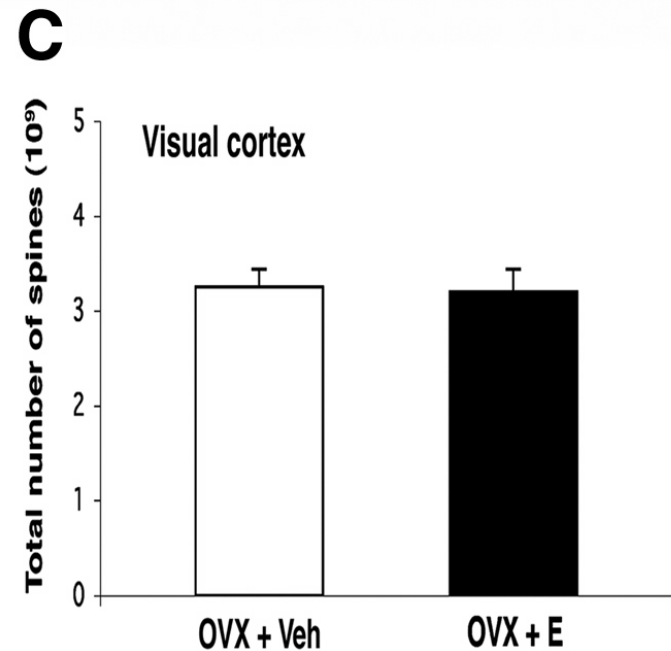 C
Total number of spines (10⁹)
Visual cortex
5
4
3
2
1
0
OVX + Veh
OVX + E